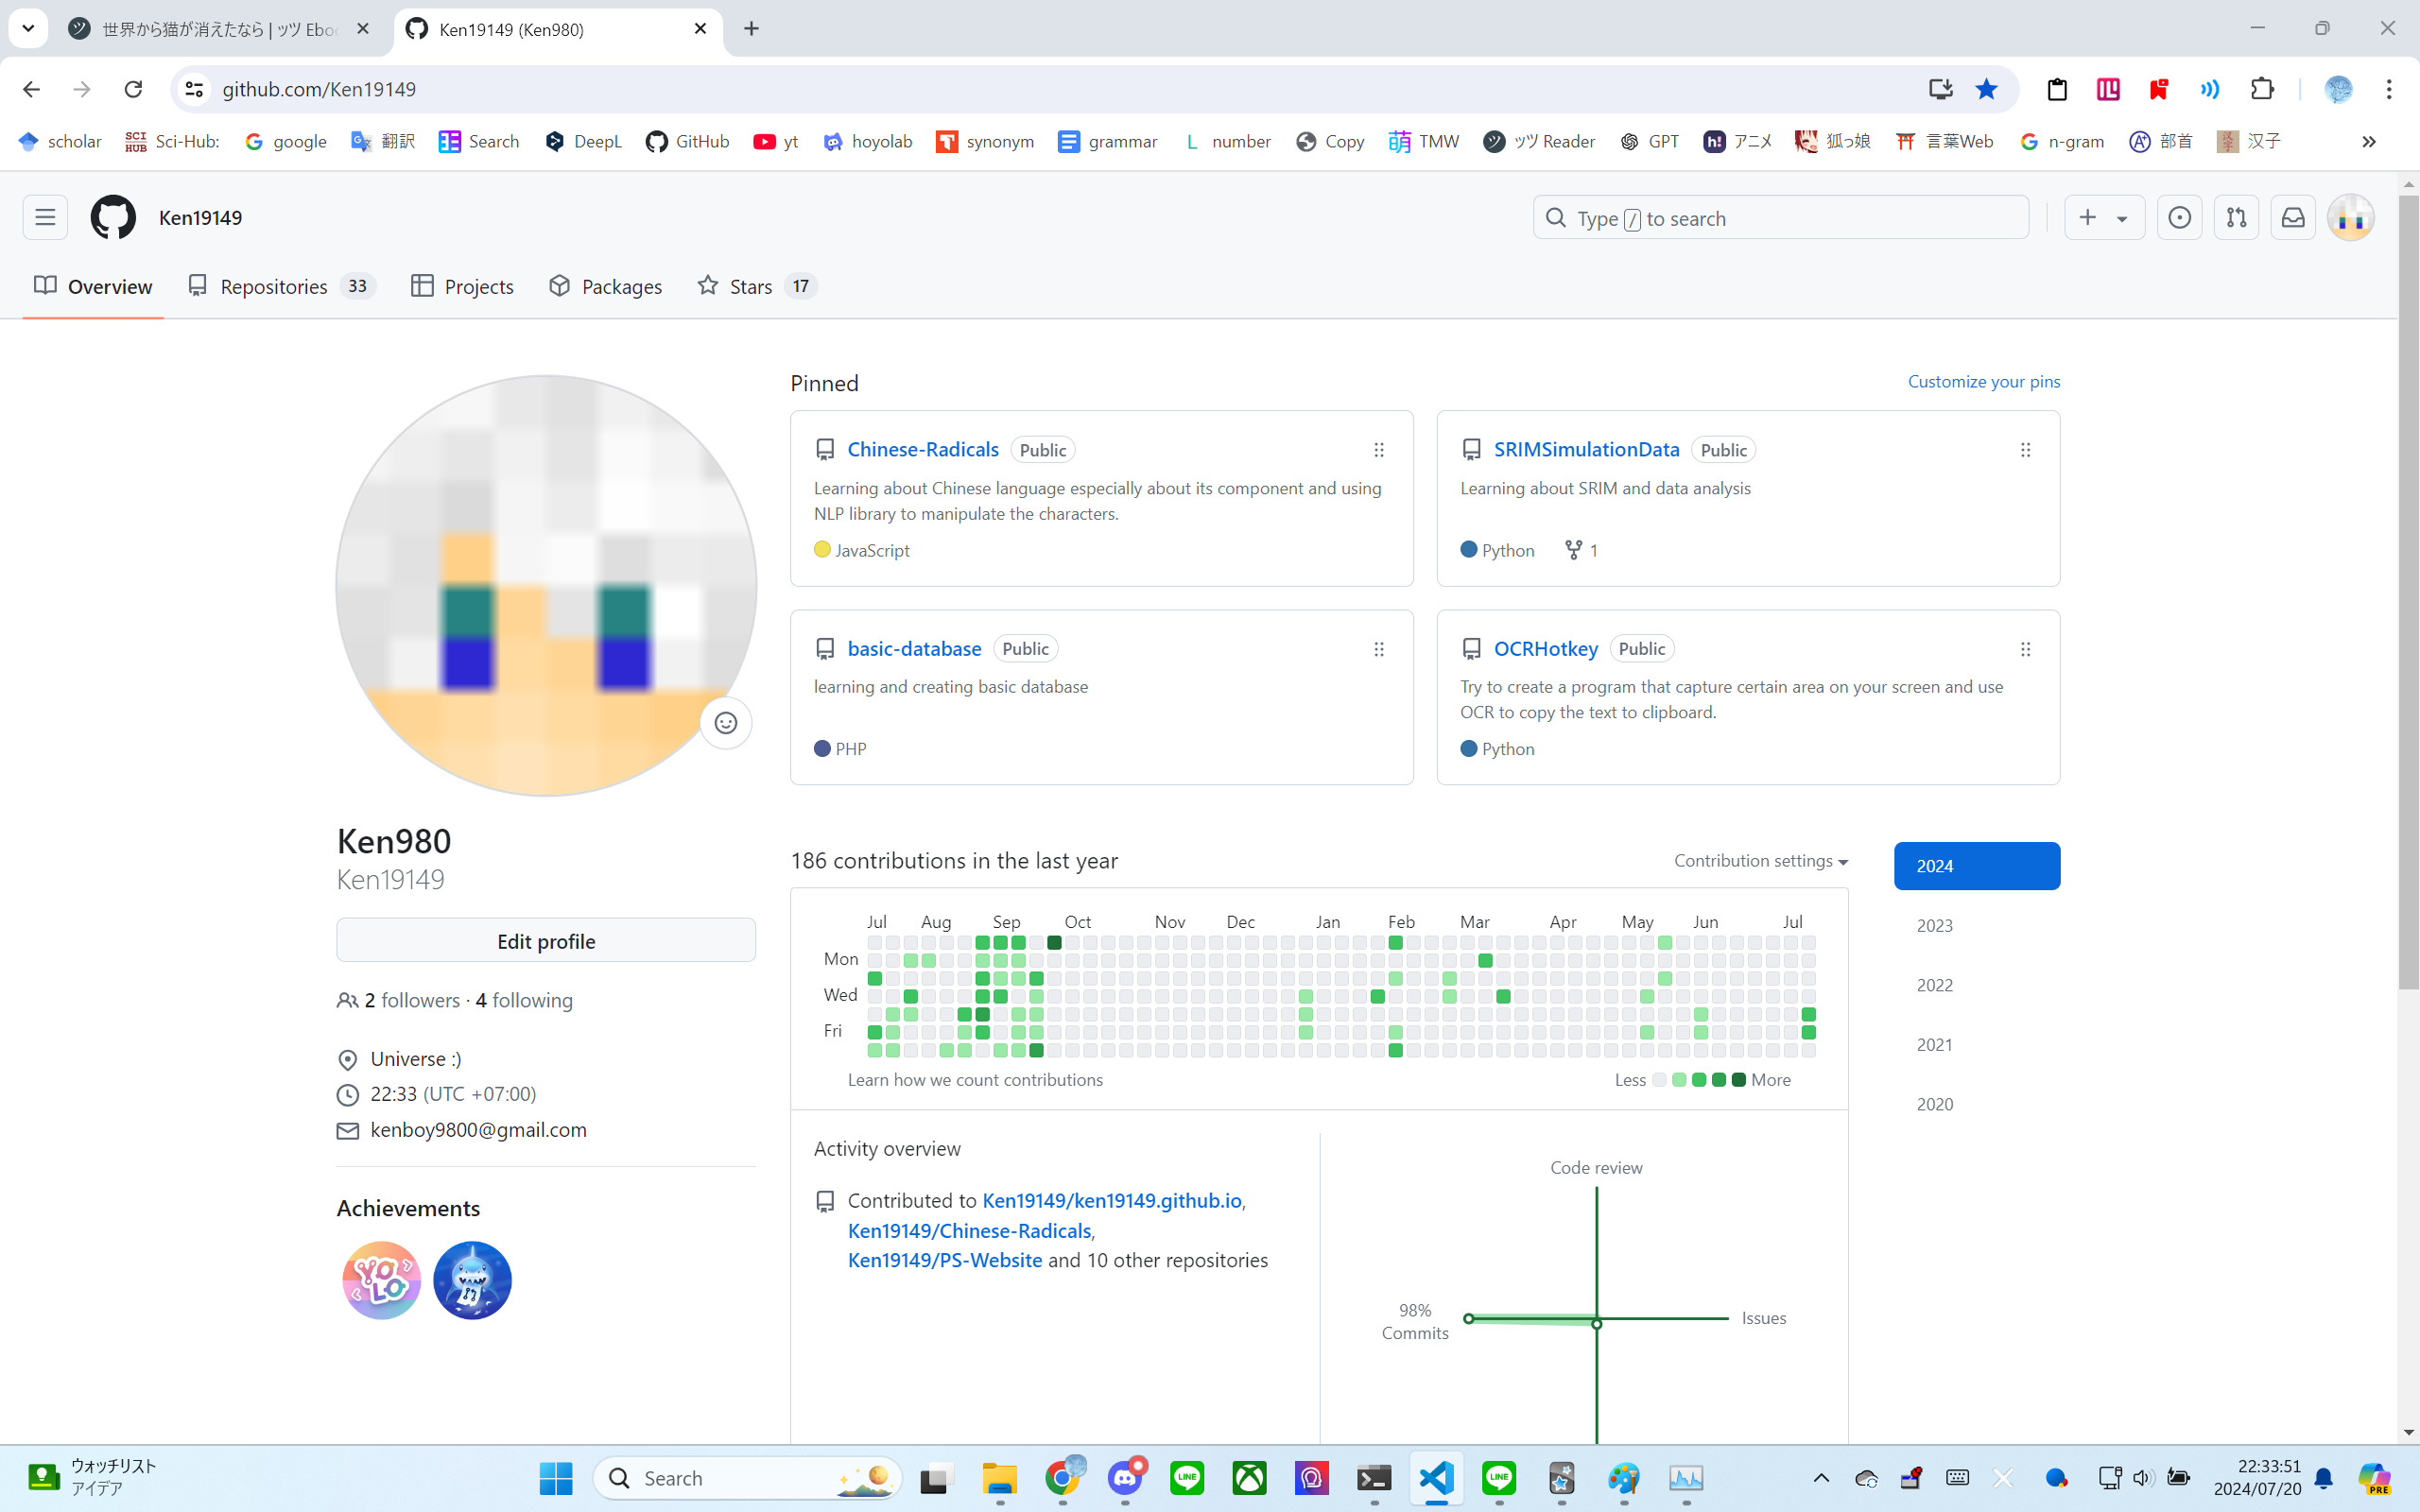 世界から猫が消えたなら | ッツ Ebo
Ken19149 (Ken980)
github.com/Ken19149
scholar
SCI HUB Sci-Hub:
google
翻訳
Search
DeepL
GitHub
yt
hoyolab
synonym
grammar
L number
Copy
萌 TMW
ッツ Reader
GPT
h! アニメ
狐っ娘
言葉Web
n-gram
部首
汉子
Ken19149
Type / to search
Overview
Repositories 33
Projects
Packages
Stars 17
Pinned
Customize your pins
Chinese-Radicals Public
Learning about Chinese language especially about its component and using
NLP library to manipulate the characters.
JavaScript
SRIMSimulationData Public
Learning about SRIM and data analysis
Python 1
basic-database Public
learning and creating basic database
PHP
OCRHotkey Public
Try to create a program that capture certain area on your screen and use
OCR to copy the text to clipboard.
Python
Ken980
Ken19149
Edit profile
2 followers · 4 following
Universe :)
22:33 (UTC +07:00)
kenboy9800@gmail.com
Achievements
YOLO
186 contributions in the last year
Contribution settings
2024
2023
2022
2021
2020
Jul Aug Sep Oct Nov Dec Jan Feb Mar Apr May Jun Jul
Mon
Wed
Fri
Learn how we count contributions
Less More
Activity overview
Contributed to Ken19149/ken19149.github.io,
Ken19149/Chinese-Radicals,
Ken19149/PS-Website and 10 other repositories
Code review
98%
Commits
Issues
ウォッチリスト
アイデア
Search
LINE
LINE
22:33:51
2024/07/20
PRE